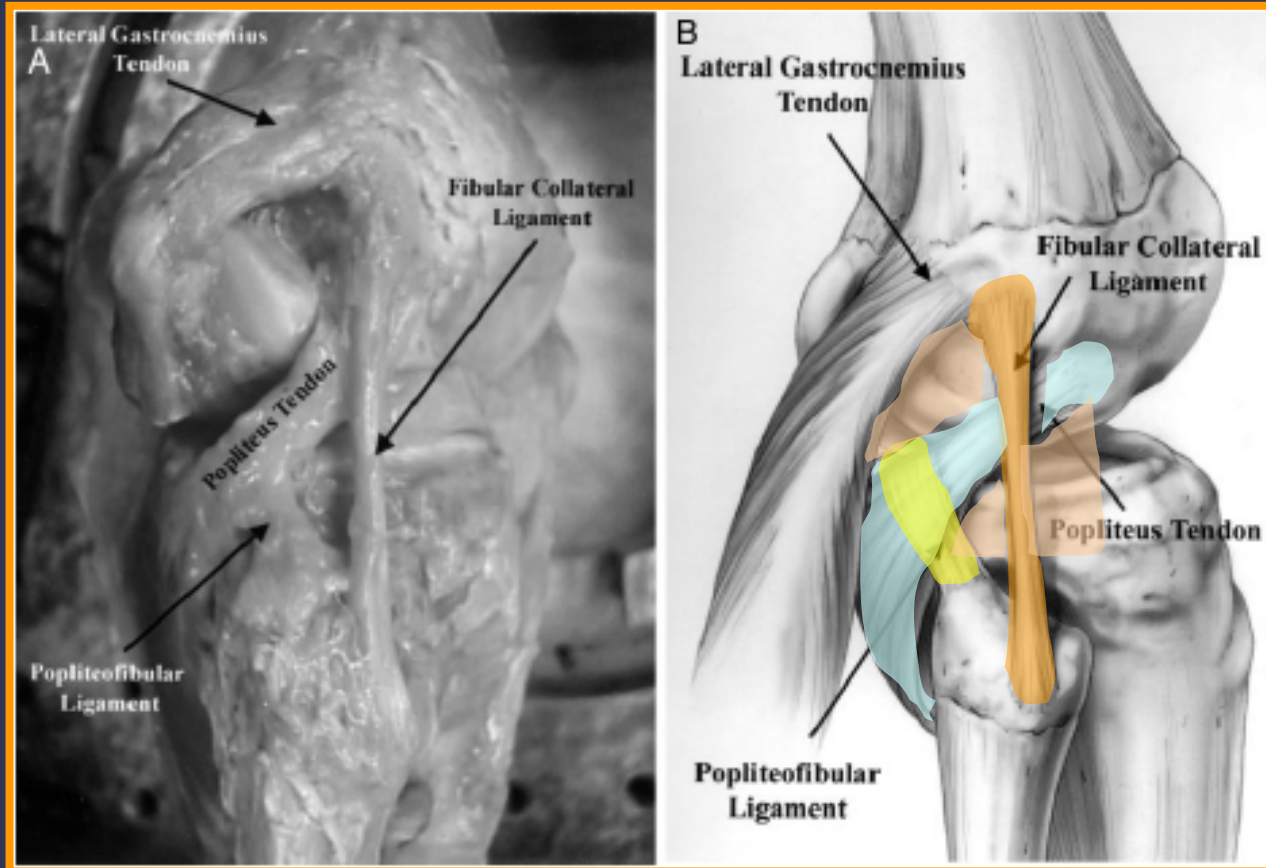 A
Lateral Gastrocnemius
Tendon
Fibular Collateral
Ligament
Popliteus Tendon
Popliteofibular
Ligament
B
Lateral Gastrocnemius
Tendon
Fibular Collateral
Ligament
Popliteus Tendon
Popliteofibular
Ligament